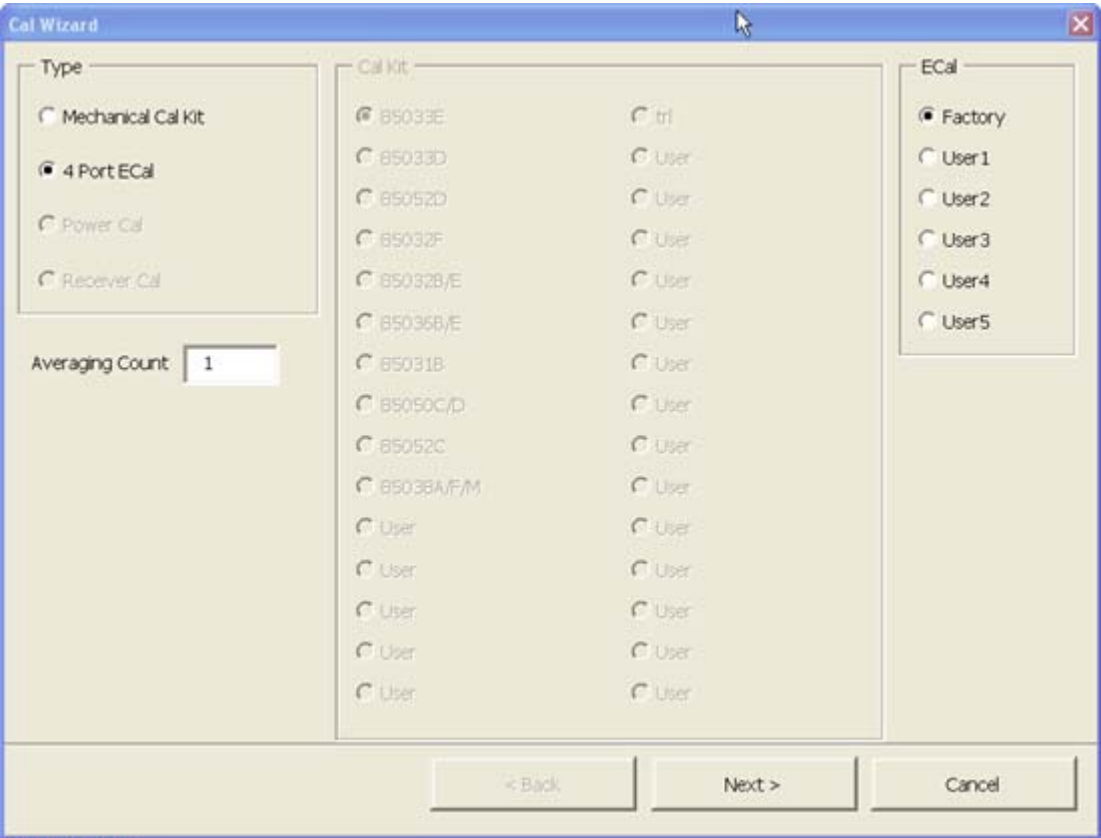 Cal Wizard
Type
Mechanical Cal Kit
4 Port ECal
Power Cal
Receiver Cal
Averaging Count 1
Cal Kit
85033E
85033D
85052D
85032F
85032B/E
85036B/E
85031B
85050C/D
85052C
85038A/F/M
User
User
User
User
User
trl
User
User
User
User
User
User
User
User
User
User
User
User
User
User
ECal
Factory
User1
User2
User3
User4
User5
< Back
Next >
Cancel